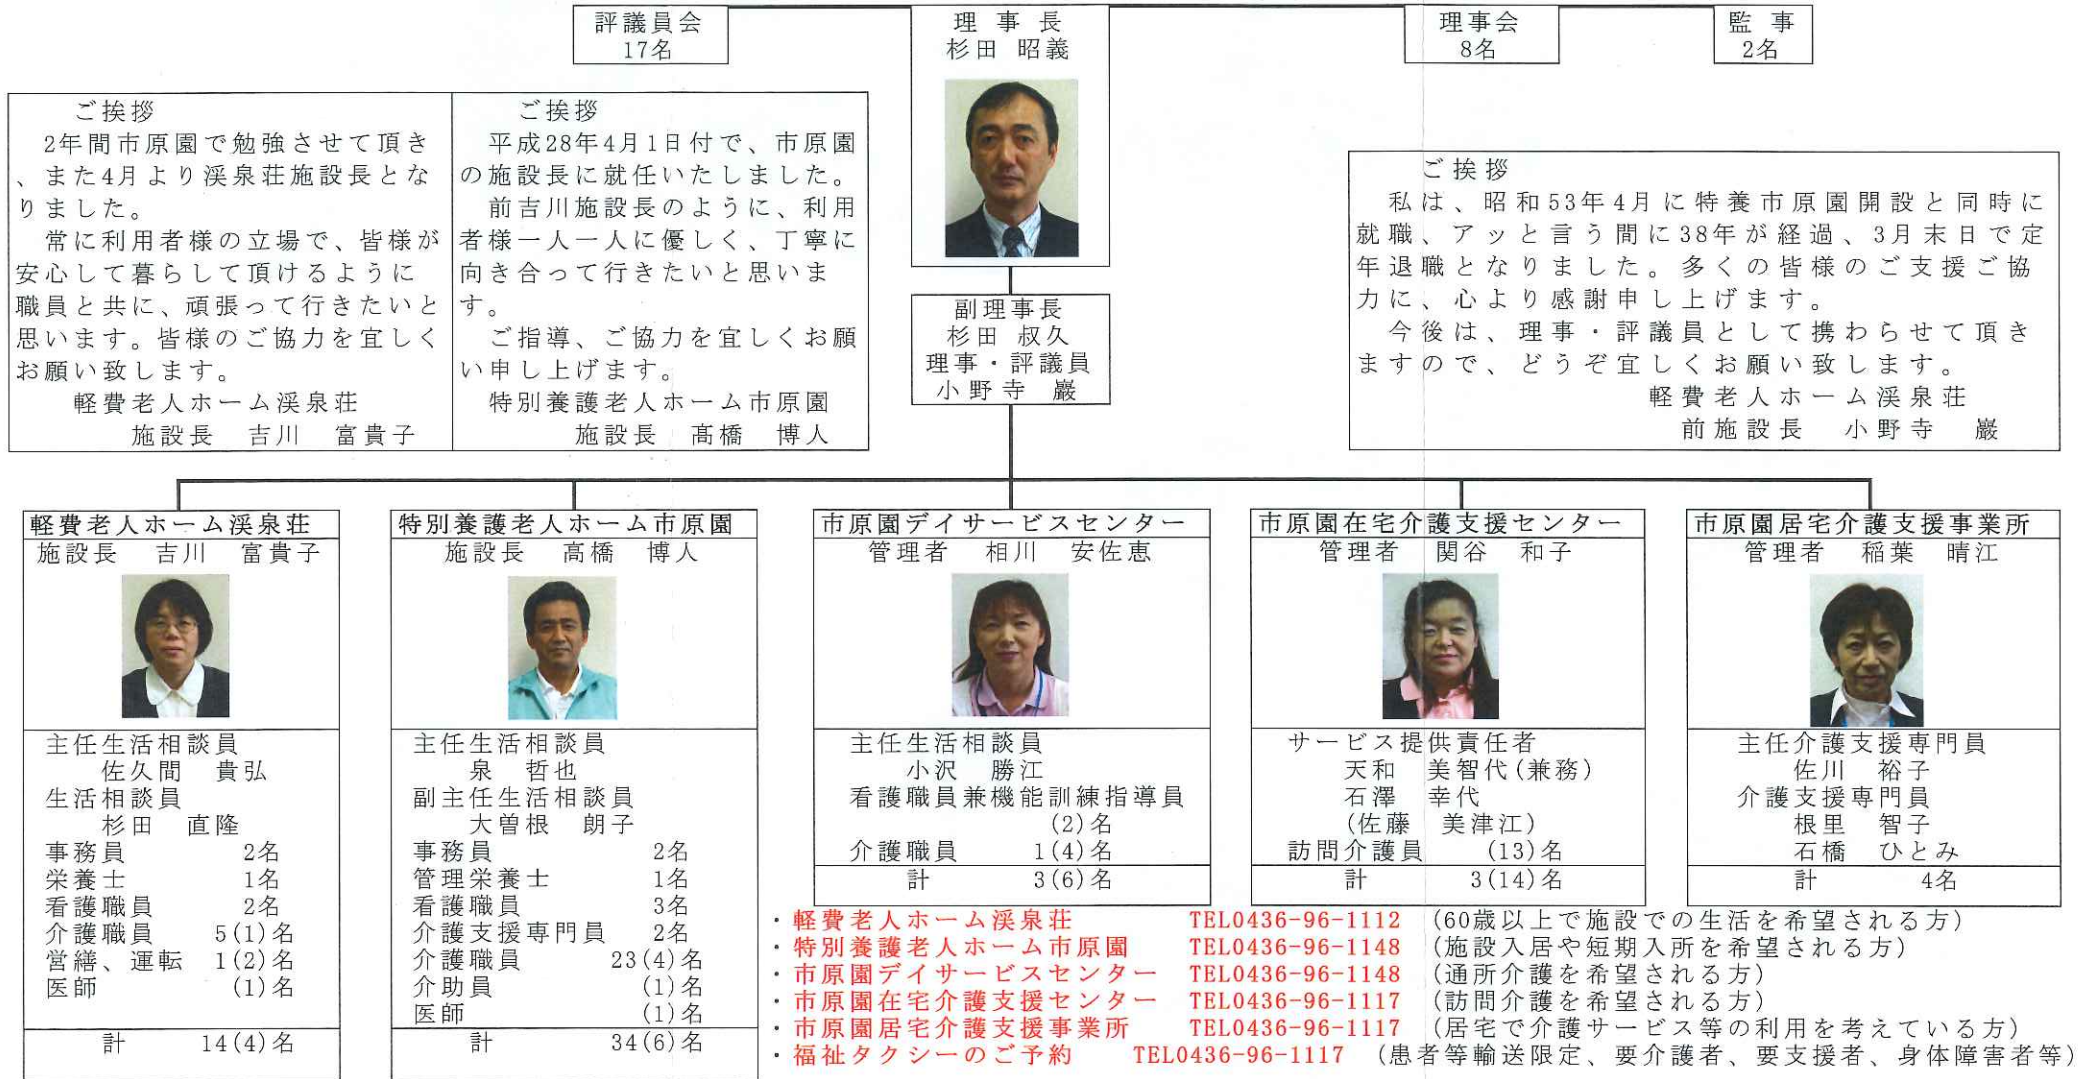 評議員会
17名
理事長
杉田 昭義
理事会
8名
監事
2名
ご挨拶
2年間市原園で勉強させて頂き
、また4月より渓泉荘施設長とな
りました。
常に利用者様の立場で、皆様が
安心して暮らして頂けるように
職員と共に、頑張って行きたいと
思います。皆様のご協力を宜しく
お願い致します。
軽費老人ホーム渓泉荘
施設長 吉川 富貴子
ご挨拶
平成28年4月1日付で、市原園
の施設長に就任いたしました。
前吉川施設長のように、利用
者様一人一人に優しく、丁寧に
向き合って行きたいと思いま
す。
ご指導、ご協力を宜しくお願
い申し上げます。
特別養護老人ホーム市原園
施設長 髙橋 博人
副理事長
杉田 叔久
理事・評議員
小野寺 巖
ご挨拶
私は、昭和53年4月に特養市原園開設と同時に
就職、アッと言う間に38年が経過、3月末日で定
年退職となりました。多くの皆様のご支援ご協
力に、心より感謝申し上げます。
今後は、理事・評議員として携わらせて頂き
ますので、どうぞ宜しくお願い致します。
軽費老人ホーム渓泉荘
前施設長 小野寺 巖
軽費老人ホーム渓泉荘
施設長 吉川 富貴子
主任生活相談員
佐久間 貴弘
生活相談員
杉田 直隆
事務員 2名
栄養士 1名
看護職員 2名
介護職員 5(1)名
営繕、運転 1(2)名
医師 (1)名
計 14(4)名
特別養護老人ホーム市原園
施設長 高橋 博人
主任生活相談員
泉 哲也
副主任生活相談員
大曽根 朗子
事務員 2名
管理栄養士 1名
看護職員 3名
介護支援専門員 2名
介護職員 23(4)名
介助員 (1)名
医師 (1)名
計 34(6)名
市原園デイサービスセンター
管理者 相川 安佐恵
主任生活相談員
小沢 勝江
看護職員兼機能訓練指導員
(2)名
介護職員 1(4)名
計 3(6)名
市原園在宅介護支援センター
管理者 関谷 和子
サービス提供責任者
天和 美智代(兼務)
石澤 幸代
(佐藤 美津江)
訪問介護員 (13)名
計 3(14)名
市原園居宅介護支援事業所
管理者 稲葉 晴江
主任介護支援専門員
佐川 裕子
介護支援専門員
根里 智子
石橋 ひとみ
計 4名
・軽費老人ホーム渓泉荘 TEL0436-96-1112 (60歳以上で施設での生活を希望される方)
・特別養護老人ホーム市原園 TEL0436-96-1148 (施設入居や短期入所を希望される方)
・市原園デイサービスセンター TEL0436-96-1148 (通所介護を希望される方)
・市原園在宅介護支援センター TEL0436-96-1117 (訪問介護を希望される方)
・市原園居宅介護支援事業所 TEL0436-96-1117 (居宅で介護サービス等の利用を考えている方)
・福祉タクシーのご予約 TEL0436-96-1117 (患者等輸送限定、要介護者、要支援者、身体障害者等)